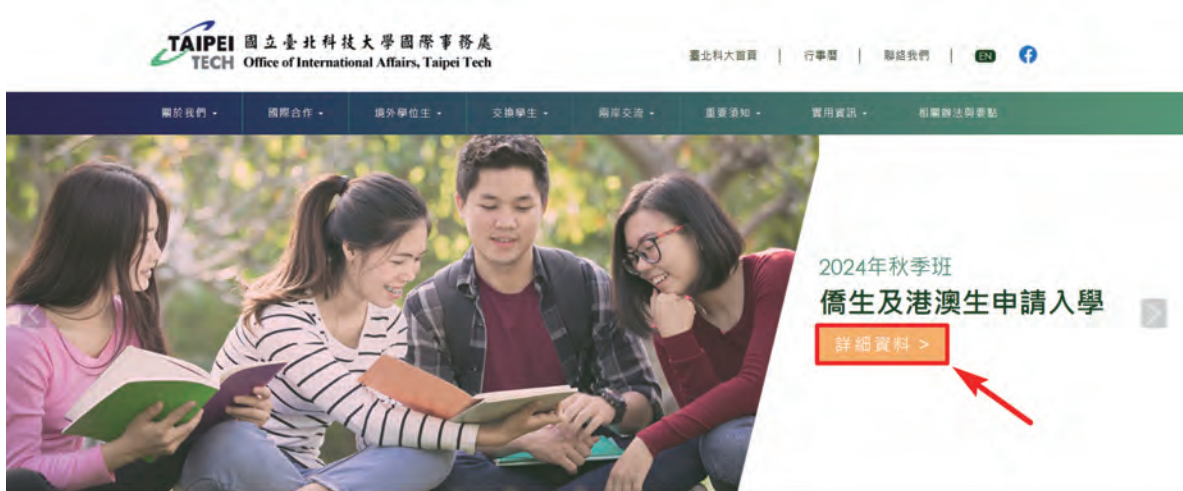 TAIPEI TECH
國立臺北科技大學國際事務處
Office of International Affairs, Taipei Tech
臺北科大首頁 | 行事曆 | 聯絡我們 | EN
關於我們 國際合作 境外學位生 交換學生 兩岸交流 重要須知 實用資訊 相關辦法與要點
2024年秋季班
僑生及港澳生申請入學
詳細資料 >